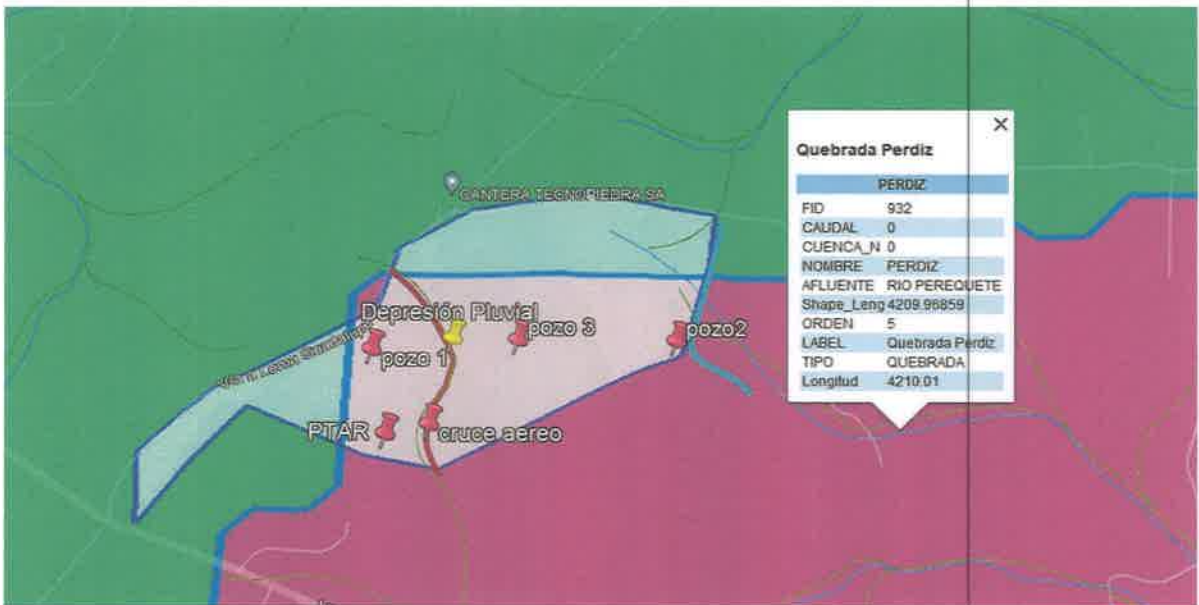 Quebrada Perdiz
PERDIZ
FID 932
CAUDAL 0
CUENCA_N 0
NOMBRE PERDIZ
AFLUENTE RIO PEREQUETE
Shape_Leng 4209.96859
ORDEN 5
LABEL Quebrada Perdiz
TIPO QUEBRADA
Longitud 4210.01
CANTERA TECNOPIEDRA SA
Depresión Pluvial
pozo 3
pozo2
pozo 1
PTAR
cruce aereo